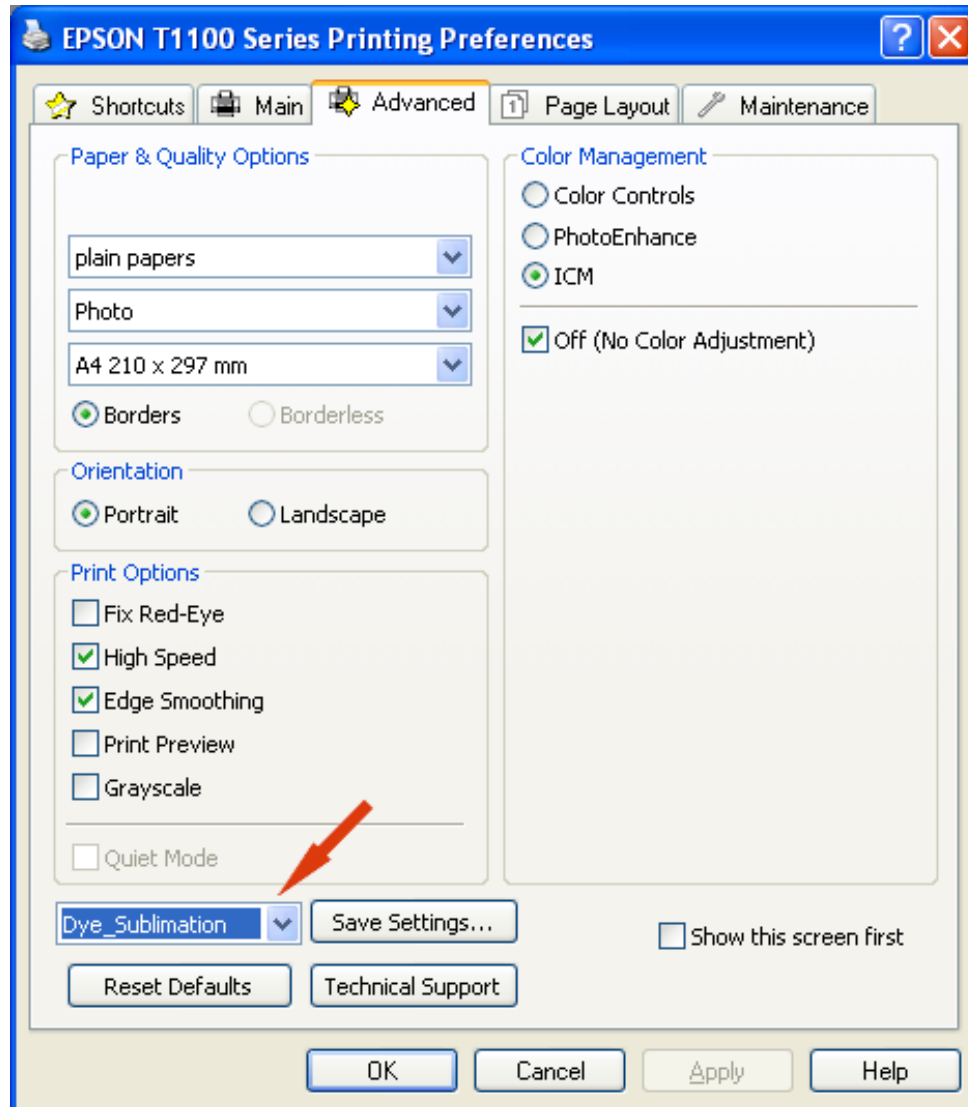 EPSON T1100 Series Printing Preferences
Shortcuts Main Advanced 1 Page Layout Maintenance
Paper & Quality Options
plain papers
Photo
A4 210 x 297 mm
Borders Borderless
Orientation
Portrait Landscape
Print Options
Fix Red-Eye
High Speed
Edge Smoothing
Print Preview
Grayscale
Quiet Mode
Color Management
Color Controls
PhotoEnhance
ICM
Off (No Color Adjustment)
Dye_Sublimation Save Settings...
Show this screen first
Reset Defaults Technical Support
OK Cancel Apply Help